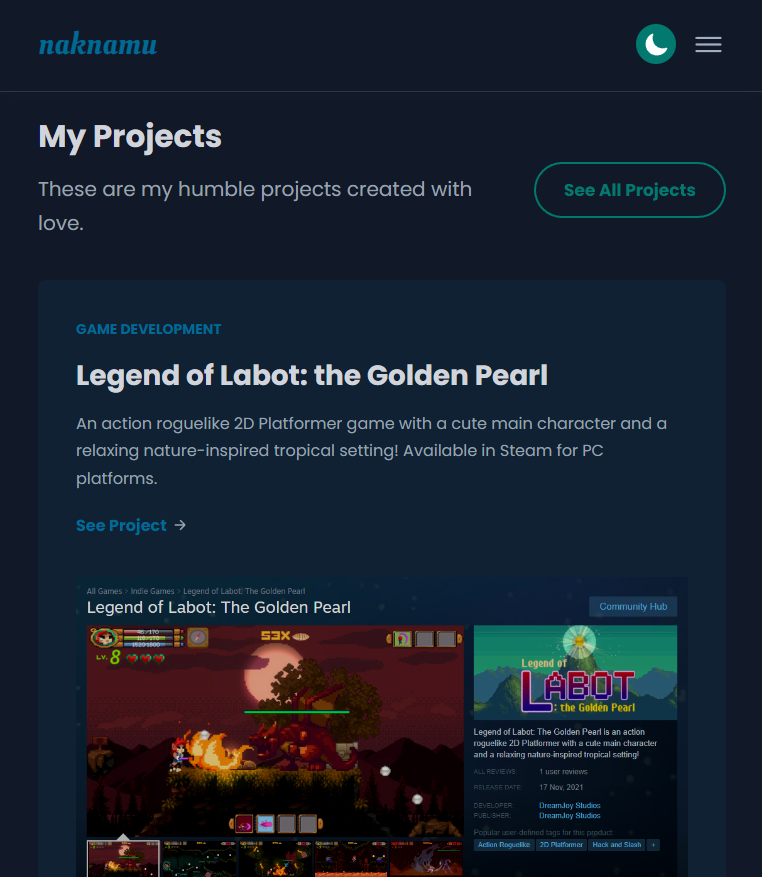 naknamu
My Projects
These are my humble projects created with
love.
See All Projects
GAME DEVELOPMENT
Legend of Labot: the Golden Pearl
An action roguelike 2D Platformer game with a cute main character and a
relaxing nature-inspired tropical setting! Available in Steam for PC
platforms.
See Project →
All Games > Indie Games > Legend of Labot: The Golden Pearl
Legend of Labot: The Golden Pearl
Community Hub
53X
LV. 8
Legend of
LABOT
: the Golden Pearl
Legend of Labot: The Golden Pearl is an action
roguelike 2D Platformer with a cute main character
and a relaxing nature-inspired tropical setting!
ALL REVIEWS: 1 user reviews
RELEASE DATE: 17 Nov, 2021
DEVELOPER: DreamJoy Studios
PUBLISHER: DreamJoy Studios
Popular user-defined tags for this product:
Action Roguelike 2D Platformer Hack and Slash +